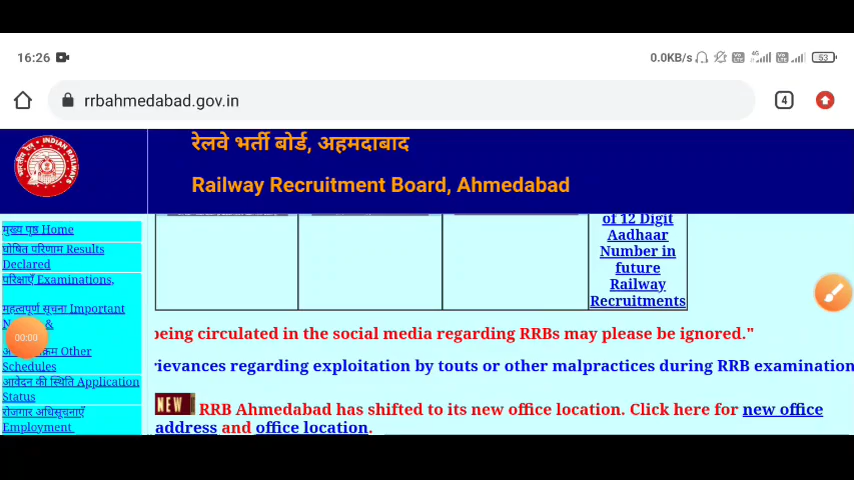 16:26
0.0KB/s 4G 53
rrbahmedabad.gov.in
4
रेलवे भर्ती बोर्ड, अहमदाबाद
Railway Recruitment Board, Ahmedabad
मुख्य पृष्ठ Home
घोषित परिणाम Results
Declared
परिक्षाएँ Examinations,
महत्वपूर्ण सूचना Important
&
00:00
Other
Schedules
आवेदन की स्थिति Application
Status
रोजगार अधिसूचनाएँ
Employment
of 12 Digit
Aadhaar
Number in
future
Railway
Recruitments
being circulated in the social media regarding RRBs may please be ignored."
rievances regarding exploitation by touts or other malpractices during RRB examination
NEW RRB Ahmedabad has shifted to its new office location. Click here for new office
address and office location.